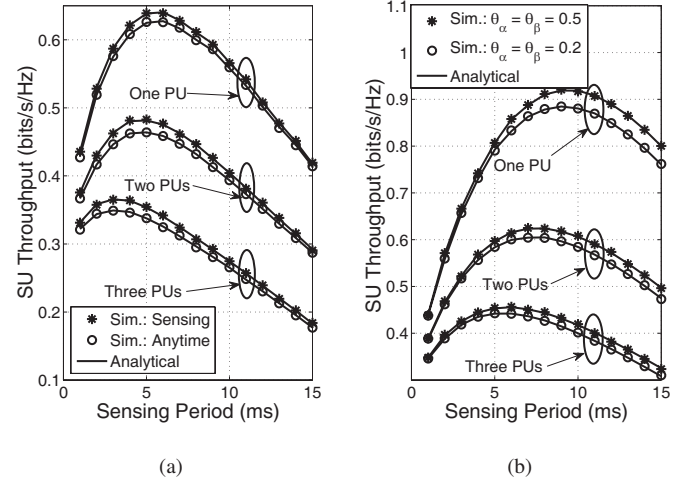 0.6
0.5
0.4
0.3
0.2
0.1
SU Throughput (bits/s/Hz)
One PU
Two PUs
Three PUs
Sim.: Sensing
Sim.: Anytime
Analytical
0 5 10 15
Sensing Period (ms)
(a)
1.1
1
0.9
0.8
0.7
0.6
0.5
0.4
SU Throughput (bits/s/Hz)
Sim.: θα = θβ = 0.5
Sim.: θα = θβ = 0.2
Analytical
One PU
Two PUs
Three PUs
0 5 10 15
Sensing Period (ms)
(b)